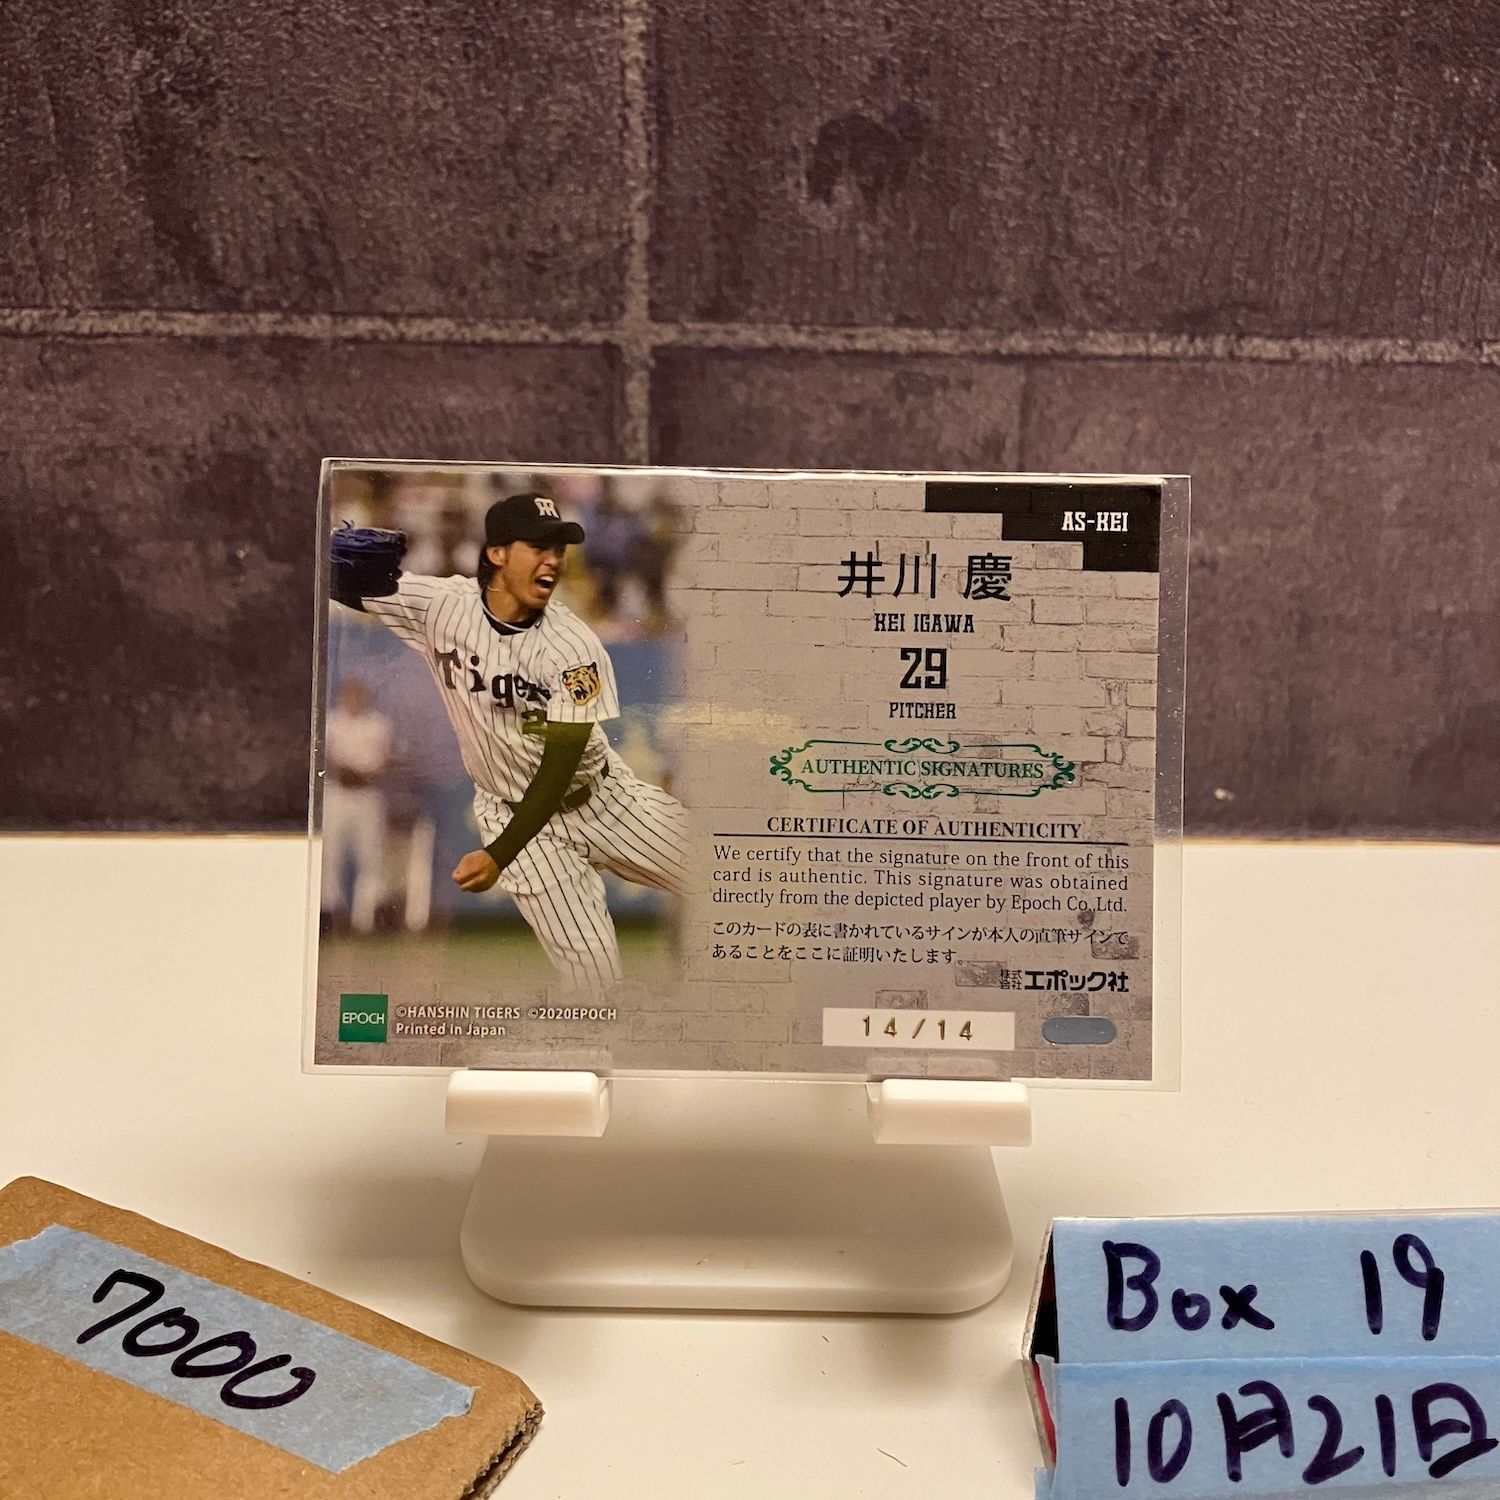 AS-KEI
井川 慶
KEI IGAWA
29
PITCHER
AUTHENTIC SIGNATURES
CERTIFICATE OF AUTHENTICITY
We certify that the signature on the front of this
card is authentic. This signature was obtained
directly from the depicted player by Epoch Co.,Ltd.
このカードの表に書かれているサインが本人の直筆サインで
あることをここに証明いたします。
株式会社エポック社
EPOCH
©HANSHIN TIGERS ©2020EPOCH
Printed in Japan
14/14
Tigers
7000
Box 19
10月21日